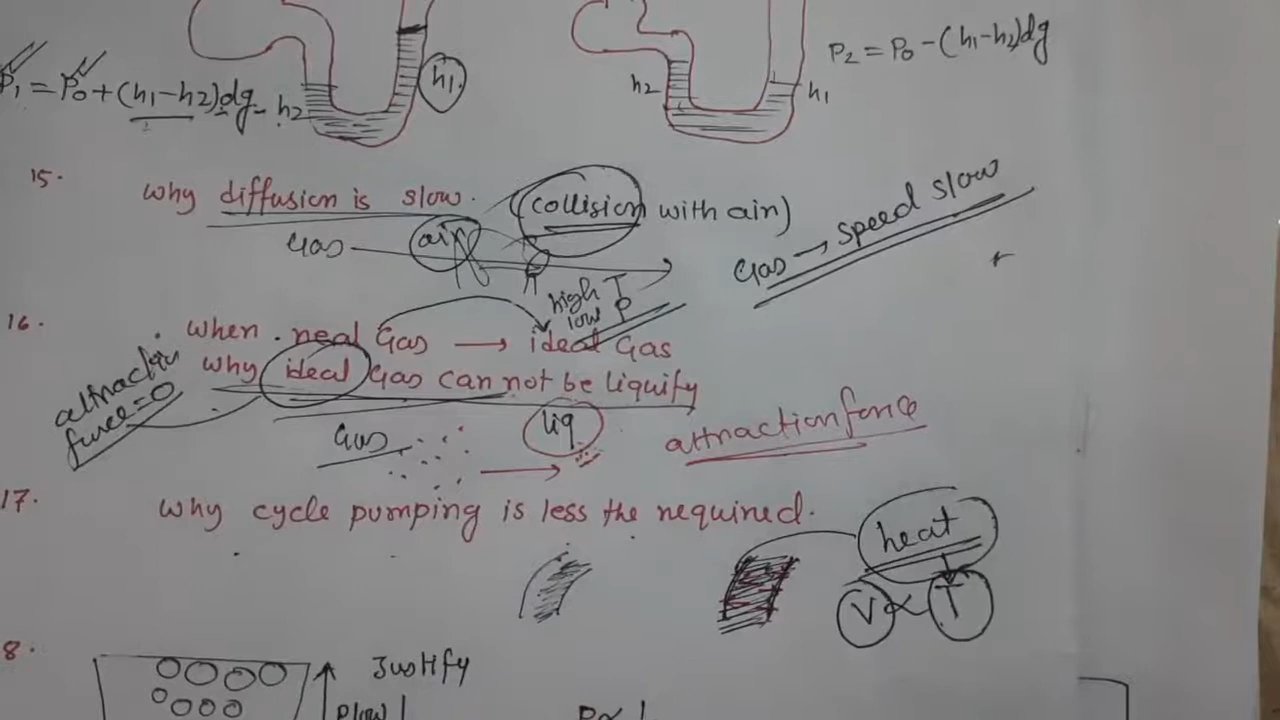 P₁ = P₀ + (h₁-h₂)dg
h₂
h₁.
h₂
h₁
P₂ = P₀ - (h₁-h₂)dg
15. Why diffusion is slow. (collision with air)
Gas air
Gas → speed slow
high T
low P
16. When real Gas → ideal Gas
Why ideal Gas can not be liquify
attraction
force=0
Gas → liq
attraction force
17. Why cycle pumping is less the required.
heat
V ∝ T
8. Justify
P low
P ∝ 1